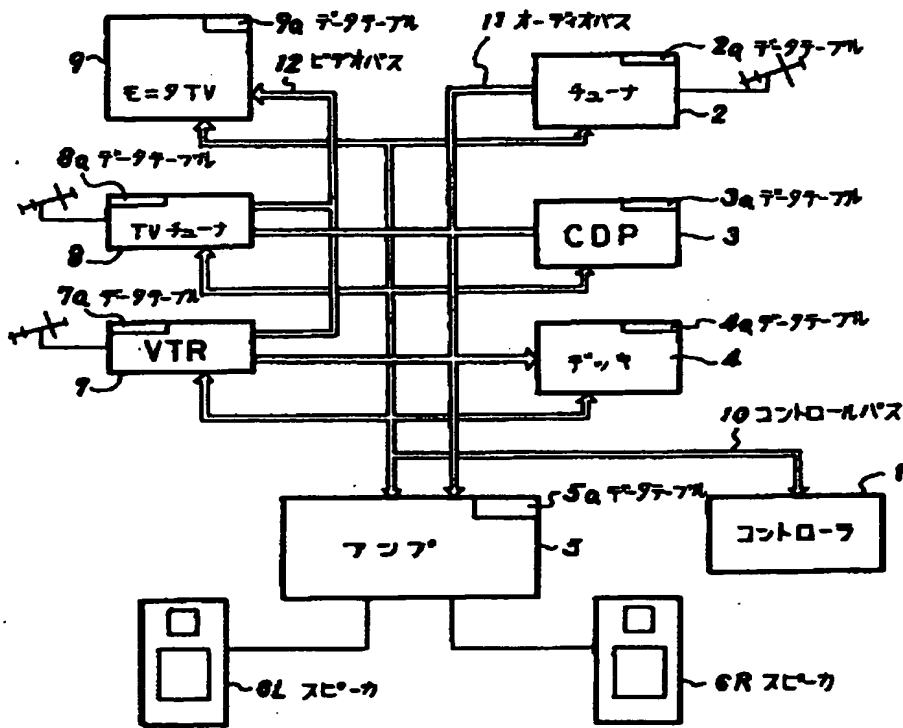 9a データテーブル
11 オーディオバス
9
12 ビデオバス
2a データテーブル
モニタTV
チューナ
2
8a データテーブル
3a データテーブル
TVチューナ
CDP
3
8
7a データテーブル
4a データテーブル
VTR
デッキ
4
7
10 コントロールバス
1
5a データテーブル
アンプ
5
コントローラ
6L スピーカ
6R スピーカ